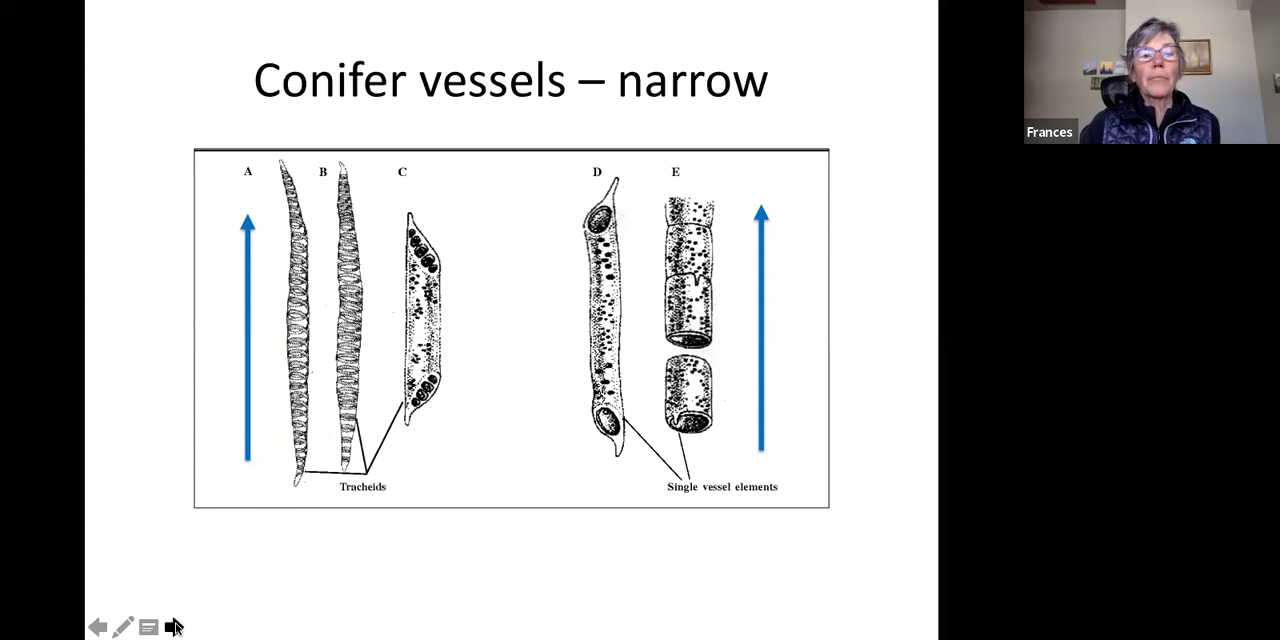 Conifer vessels – narrow
A B C D E
Tracheids
Single vessel elements
Frances